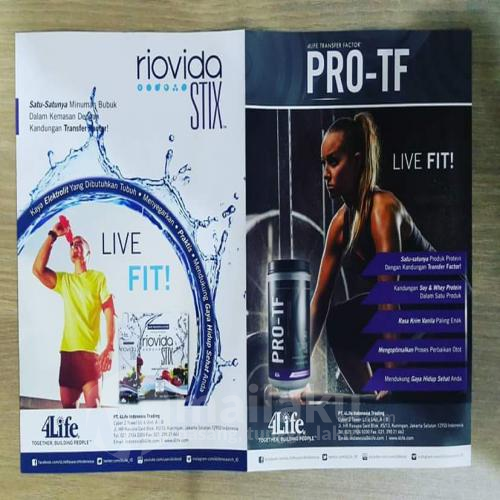 riovida
STIX
Satu-Satunya Minuman Bubuk
Dalam Kemasan Dengan
Kandungan Transfer Factor!
Kaya Elektrolit Yang Dibutuhkan Tubuh • Menyegarkan • Praktis • Mendukung Gaya Hidup Sehat Anda
LIVE
FIT!
riovida
STIX
4Life
TOGETHER, BUILDING PEOPLE
PT. 4Life Indonesia Trading
4LIFE TRANSFER FACTOR
PRO-TF
LIVE FIT!
Satu-satunya Produk Protein
Dengan Kandungan Transfer Factor!
Kandungan Soy & Whey Protein
Dalam Satu Produk
Rasa Krim Vanila Paling Enak
Mengoptimalkan Proses Perbaikan Otot
Mendukung Gaya Hidup Sehat Anda
PRO-TF
4Life
TOGETHER, BUILDING PEOPLE
PT. 4Life Indonesia Trading